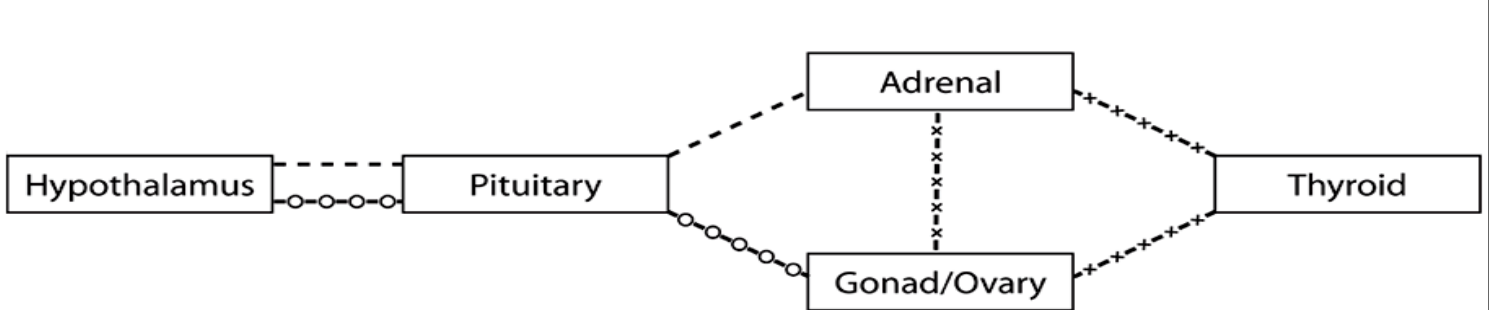 Adrenal
Hypothalamus
Pituitary
Thyroid
Gonad/Ovary